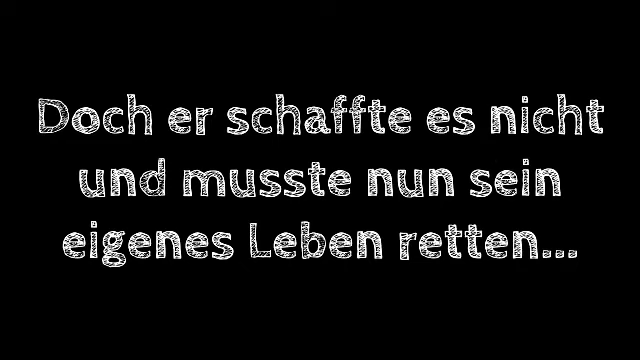 Doch er schaffte es nicht
und musste nun sein
eigenes Leben retten...